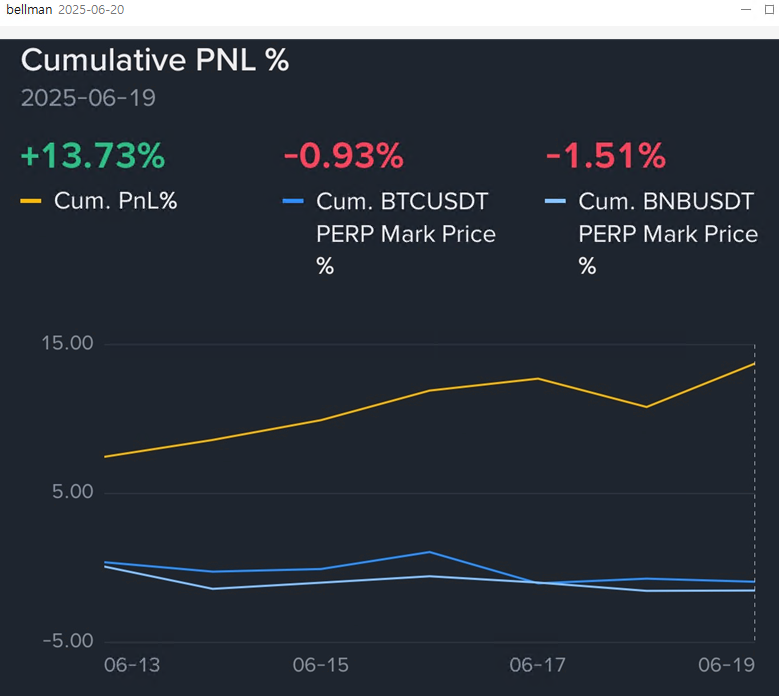 bellman 2025-06-20
Cumulative PNL %
2025-06-19
+13.73%
Cum. PnL%
-0.93%
Cum. BTCUSDT
PERP Mark Price
%
-1.51%
Cum. BNBUSDT
PERP Mark Price
%
15.00
5.00
-5.00
06-13
06-15
06-17
06-19